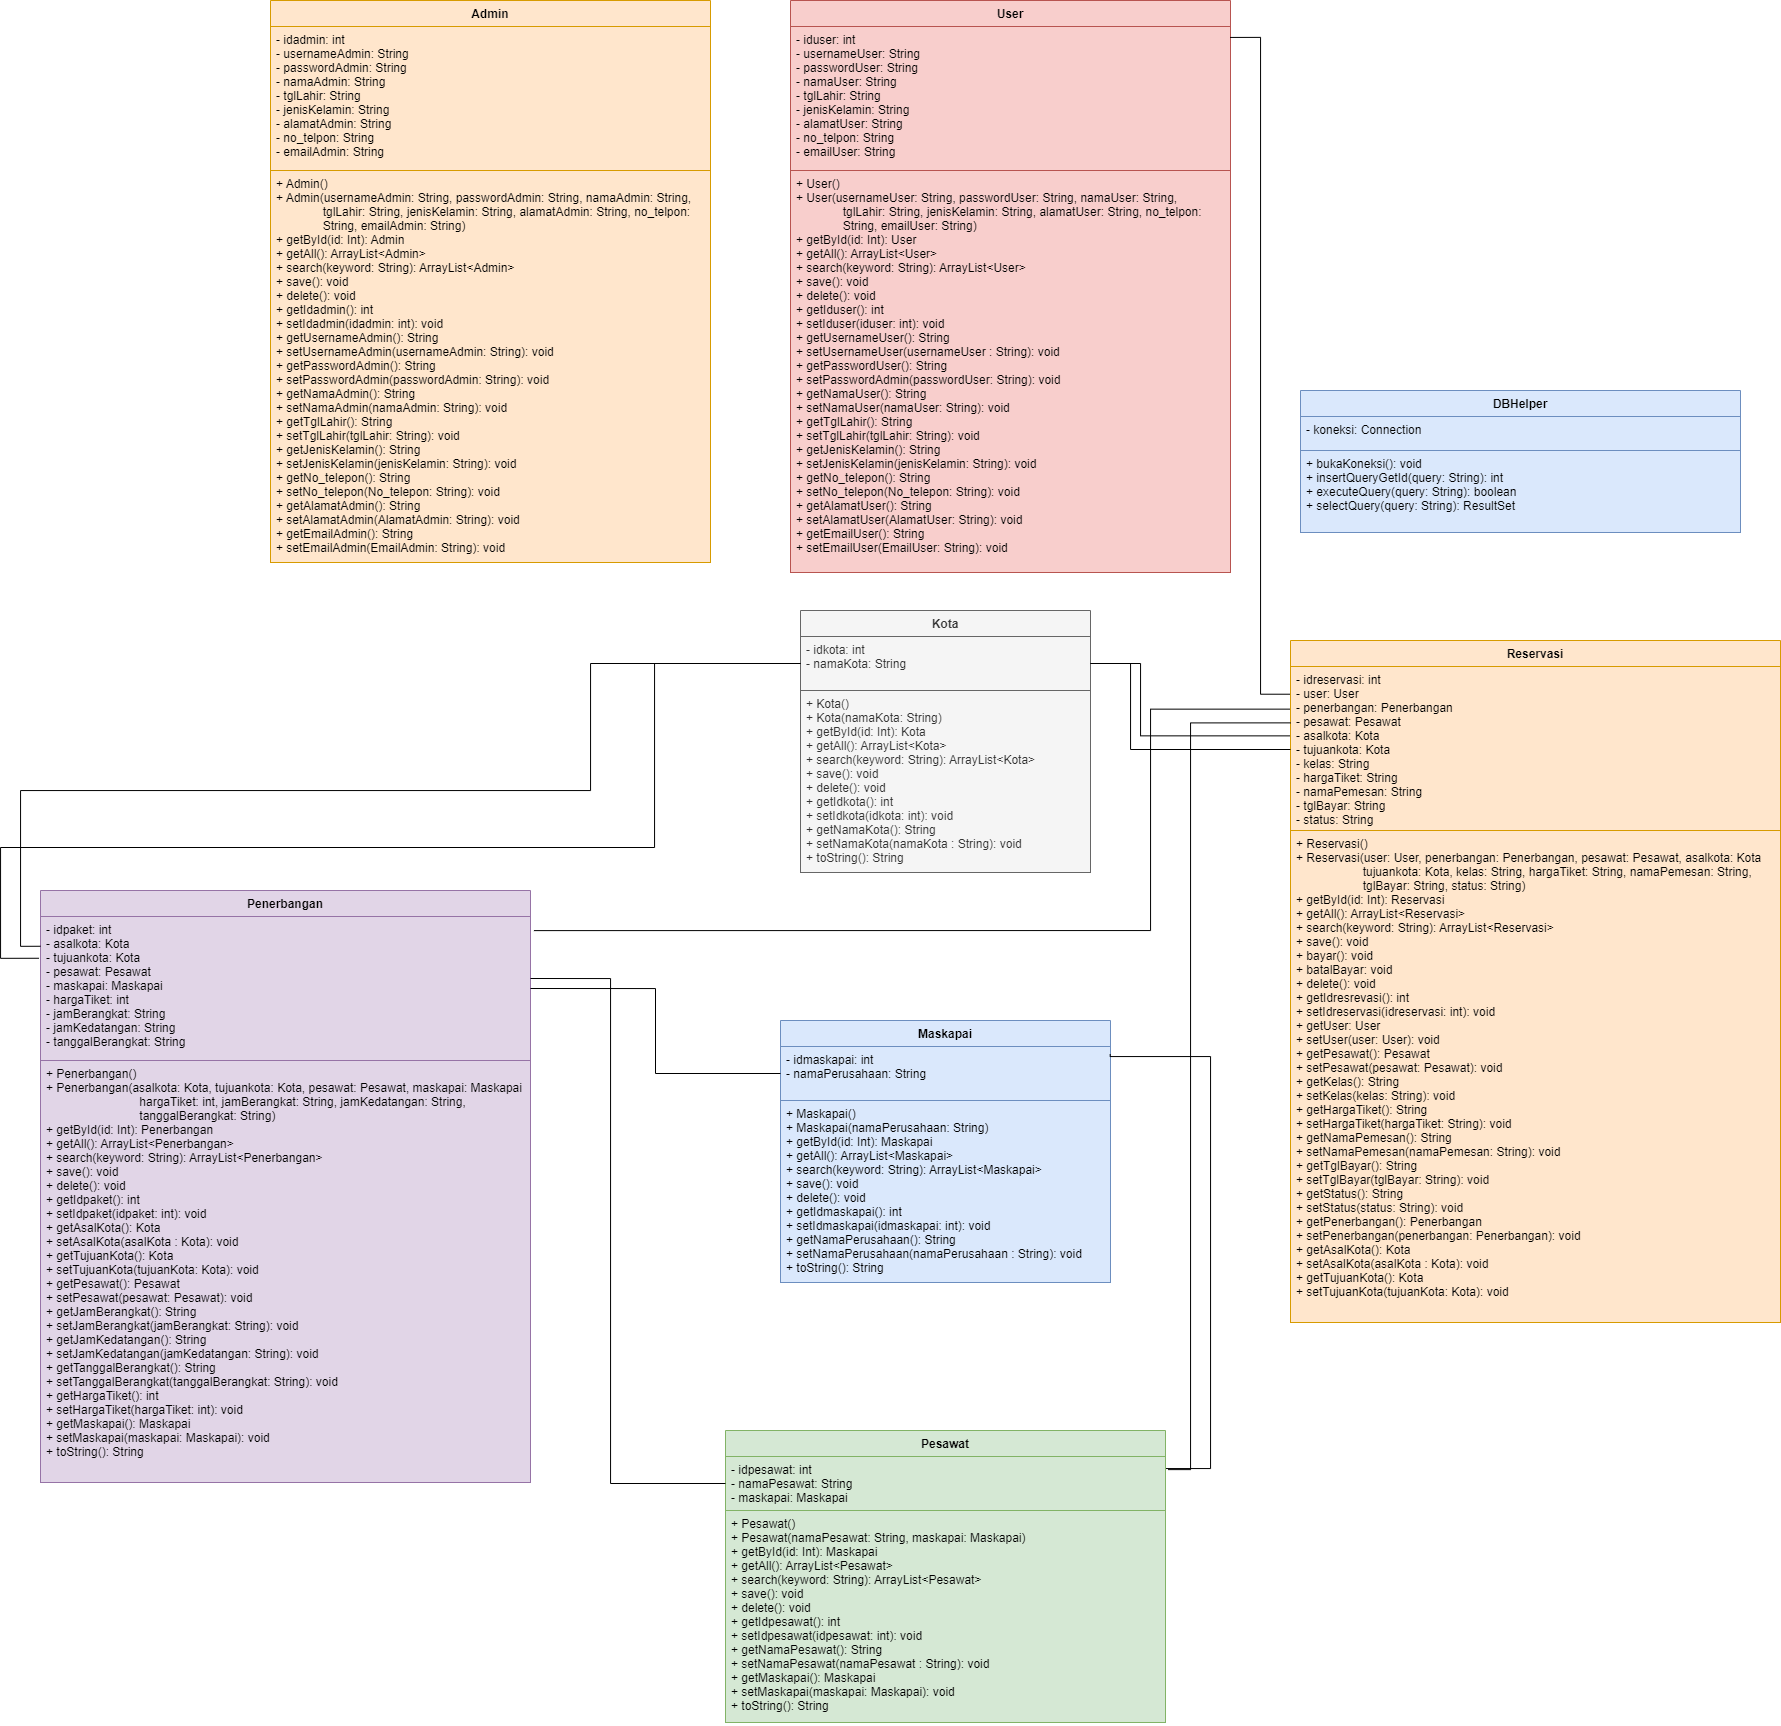 Admin
- idadmin: int
- usernameAdmin: String
- passwordAdmin: String
- namaAdmin: String
- tglLahir: String
- jenisKelamin: String
- alamatAdmin: String
- no_telpon: String
- emailAdmin: String
+ Admin()
+ Admin(usernameAdmin: String, passwordAdmin: String, namaAdmin: String,
tglLahir: String, jenisKelamin: String, alamatAdmin: String, no_telpon:
String, emailAdmin: String)
+ getById(id: Int): Admin
+ getAll(): ArrayList<Admin>
+ search(keyword: String): ArrayList<Admin>
+ save(): void
+ delete(): void
+ getIdadmin(): int
+ setIdadmin(idadmin: int): void
+ getUsernameAdmin(): String
+ setUsernameAdmin(usernameAdmin: String): void
+ getPasswordAdmin(): String
+ setPasswordAdmin(passwordAdmin: String): void
+ getNamaAdmin(): String
+ setNamaAdmin(namaAdmin: String): void
+ getTglLahir(): String
+ setTglLahir(tglLahir: String): void
+ getJenisKelamin(): String
+ setJenisKelamin(jenisKelamin: String): void
+ getNo_telepon(): String
+ setNo_telepon(No_telepon: String): void
+ getAlamatAdmin(): String
+ setAlamatAdmin(AlamatAdmin: String): void
+ getEmailAdmin(): String
+ setEmailAdmin(EmailAdmin: String): void
User
- iduser: int
- usernameUser: String
- passwordUser: String
- namaUser: String
- tglLahir: String
- jenisKelamin: String
- alamatUser: String
- no_telpon: String
- emailUser: String
+ User()
+ User(usernameUser: String, passwordUser: String, namaUser: String,
tglLahir: String, jenisKelamin: String, alamatUser: String, no_telpon:
String, emailUser: String)
+ getById(id: Int): User
+ getAll(): ArrayList<User>
+ search(keyword: String): ArrayList<User>
+ save(): void
+ delete(): void
+ getIduser(): int
+ setIduser(iduser: int): void
+ getUsernameUser(): String
+ setUsernameUser(usernameUser : String): void
+ getPasswordUser(): String
+ setPasswordAdmin(passwordUser: String): void
+ getNamaUser(): String
+ setNamaUser(namaUser: String): void
+ getTglLahir(): String
+ setTglLahir(tglLahir: String): void
+ getJenisKelamin(): String
+ setJenisKelamin(jenisKelamin: String): void
+ getNo_telepon(): String
+ setNo_telepon(No_telepon: String): void
+ getAlamatUser(): String
+ setAlamatUser(AlamatUser: String): void
+ getEmailUser(): String
+ setEmailUser(EmailUser: String): void
DBHelper
- koneksi: Connection
+ bukaKoneksi(): void
+ insertQueryGetId(query: String): int
+ executeQuery(query: String): boolean
+ selectQuery(query: String): ResultSet
Kota
- idkota: int
- namaKota: String
+ Kota()
+ Kota(namaKota: String)
+ getById(id: Int): Kota
+ getAll(): ArrayList<Kota>
+ search(keyword: String): ArrayList<Kota>
+ save(): void
+ delete(): void
+ getIdkota(): int
+ setIdkota(idkota: int): void
+ getNamaKota(): String
+ setNamaKota(namaKota : String): void
+ toString(): String
Reservasi
- idreservasi: int
- user: User
- penerbangan: Penerbangan
- pesawat: Pesawat
- asalkota: Kota
- tujuankota: Kota
- kelas: String
- hargaTiket: String
- namaPemesan: String
- tglBayar: String
- status: String
+ Reservasi()
+ Reservasi(user: User, penerbangan: Penerbangan, pesawat: Pesawat, asalkota: Kota
tujuankota: Kota, kelas: String, hargaTiket: String, namaPemesan: String,
tglBayar: String, status: String)
+ getById(id: Int): Reservasi
+ getAll(): ArrayList<Reservasi>
+ search(keyword: String): ArrayList<Reservasi>
+ save(): void
+ bayar(): void
+ batalBayar: void
+ delete(): void
+ getIdresrevasi(): int
+ setIdreservasi(idreservasi: int): void
+ getUser: User
+ setUser(user: User): void
+ getPesawat(): Pesawat
+ setPesawat(pesawat: Pesawat): void
+ getKelas(): String
+ setKelas(kelas: String): void
+ getHargaTiket(): String
+ setHargaTiket(hargaTiket: String): void
+ getNamaPemesan(): String
+ setNamaPemesan(namaPemesan: String): void
+ getTglBayar(): String
+ setTglBayar(tglBayar: String): void
+ getStatus(): String
+ setStatus(status: String): void
+ getPenerbangan(): Penerbangan
+ setPenerbangan(penerbangan: Penerbangan): void
+ getAsalKota(): Kota
+ setAsalKota(asalKota : Kota): void
+ getTujuanKota(): Kota
+ setTujuanKota(tujuanKota: Kota): void
Penerbangan
- idpaket: int
- asalkota: Kota
- tujuankota: Kota
- pesawat: Pesawat
- maskapai: Maskapai
- hargaTiket: int
- jamBerangkat: String
- jamKedatangan: String
- tanggalBerangkat: String
+ Penerbangan()
+ Penerbangan(asalkota: Kota, tujuankota: Kota, pesawat: Pesawat, maskapai: Maskapai
hargaTiket: int, jamBerangkat: String, jamKedatangan: String,
tanggalBerangkat: String)
+ getById(id: Int): Penerbangan
+ getAll(): ArrayList<Penerbangan>
+ search(keyword: String): ArrayList<Penerbangan>
+ save(): void
+ delete(): void
+ getIdpaket(): int
+ setIdpaket(idpaket: int): void
+ getAsalKota(): Kota
+ setAsalKota(asalKota : Kota): void
+ getTujuanKota(): Kota
+ setTujuanKota(tujuanKota: Kota): void
+ getPesawat(): Pesawat
+ setPesawat(pesawat: Pesawat): void
+ getJamBerangkat(): String
+ setJamBerangkat(jamBerangkat: String): void
+ getJamKedatangan(): String
+ setJamKedatangan(jamKedatangan: String): void
+ getTanggalBerangkat(): String
+ setTanggalBerangkat(tanggalBerangkat: String): void
+ getHargaTiket(): int
+ setHargaTiket(hargaTiket: int): void
+ getMaskapai(): Maskapai
+ setMaskapai(maskapai: Maskapai): void
+ toString(): String
Maskapai
- idmaskapai: int
- namaPerusahaan: String
+ Maskapai()
+ Maskapai(namaPerusahaan: String)
+ getById(id: Int): Maskapai
+ getAll(): ArrayList<Maskapai>
+ search(keyword: String): ArrayList<Maskapai>
+ save(): void
+ delete(): void
+ getIdmaskapai(): int
+ setIdmaskapai(idmaskapai: int): void
+ getNamaPerusahaan(): String
+ setNamaPerusahaan(namaPerusahaan : String): void
+ toString(): String
Pesawat
- idpesawat: int
- namaPesawat: String
- maskapai: Maskapai
+ Pesawat()
+ Pesawat(namaPesawat: String, maskapai: Maskapai)
+ getById(id: Int): Maskapai
+ getAll(): ArrayList<Pesawat>
+ search(keyword: String): ArrayList<Pesawat>
+ save(): void
+ delete(): void
+ getIdpesawat(): int
+ setIdpesawat(idpesawat: int): void
+ getNamaPesawat(): String
+ setNamaPesawat(namaPesawat : String): void
+ getMaskapai(): Maskapai
+ setMaskapai(maskapai: Maskapai): void
+ toString(): String